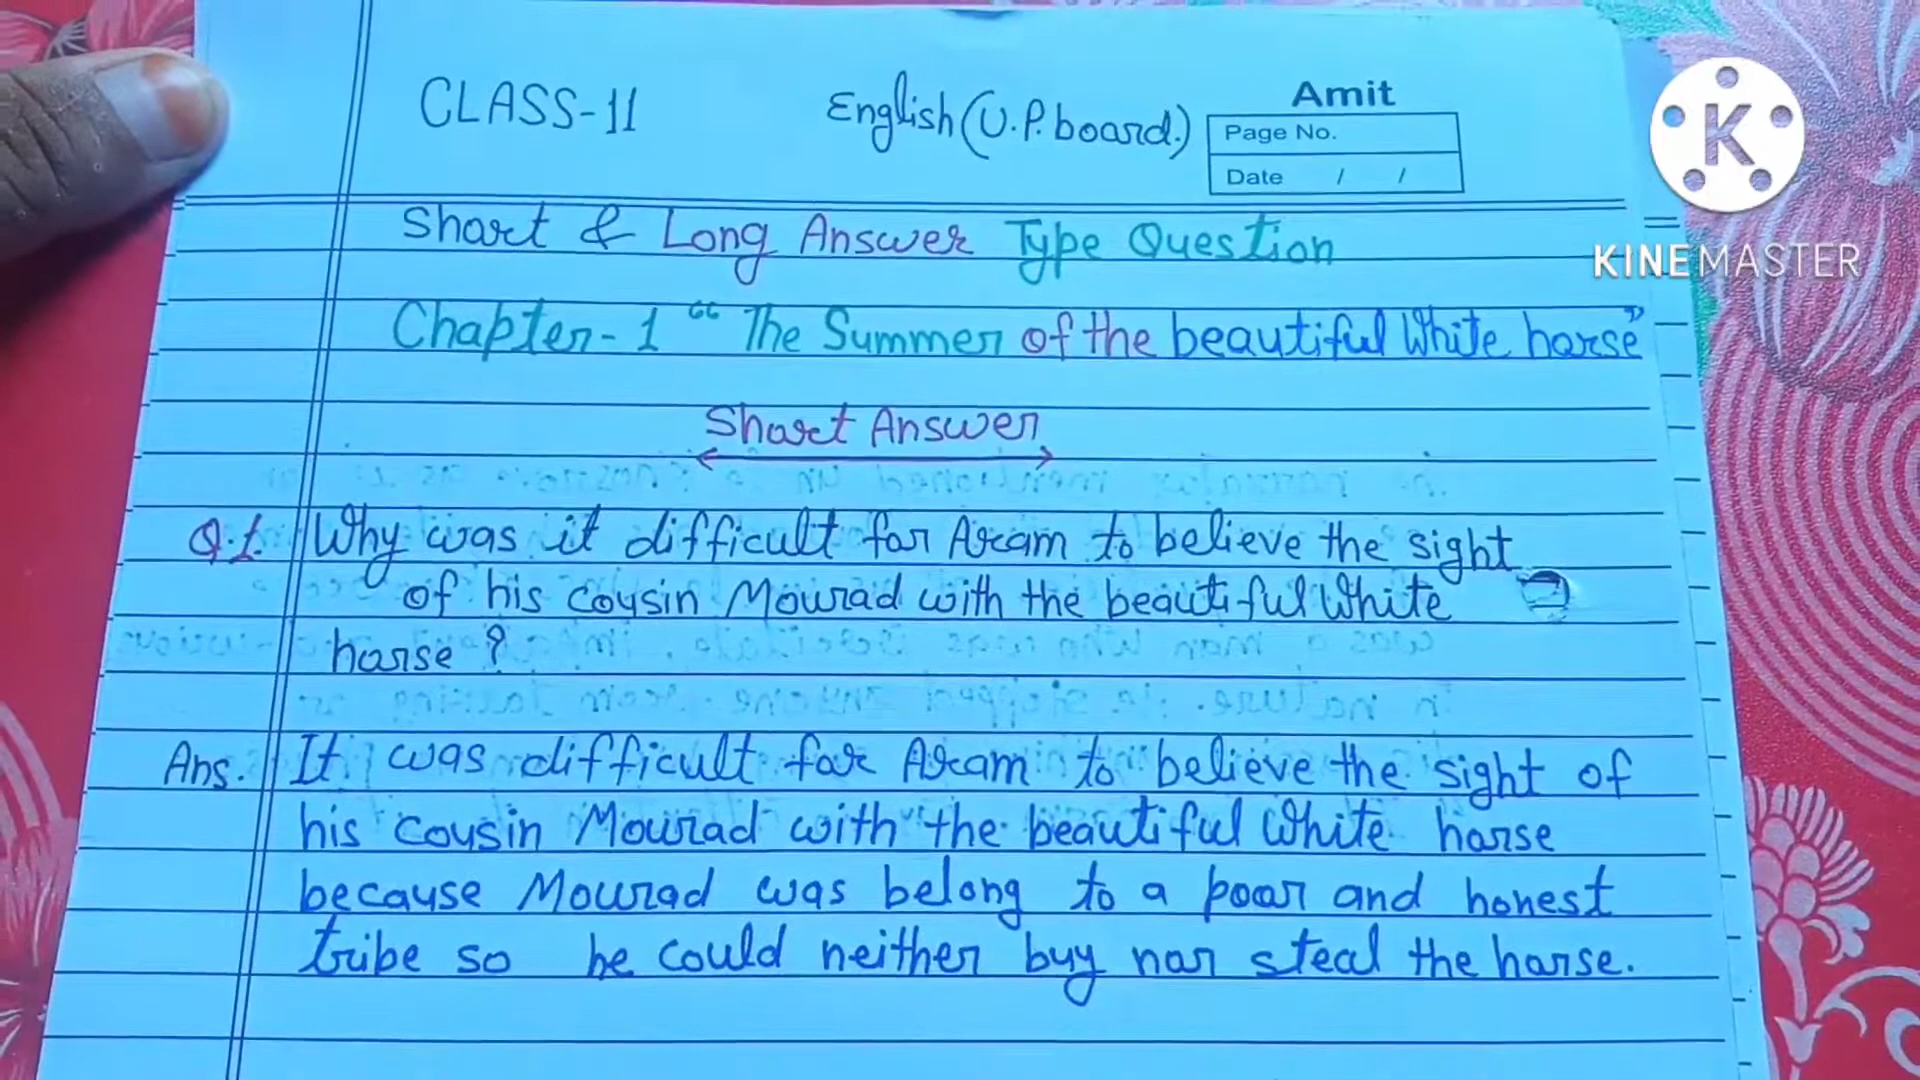 CLASS-11 English (U.P. board.)
Amit
Page No.
Date / /
Short & Long Answer Type Question
Chapter-1 “The Summer of the beautiful White horse”
Short Answer
Q.1. Why was it difficult for Aram to believe the sight
of his cousin Mourad with the beautiful White
horse ?
Ans. It was difficult for Aram to believe the sight of
his cousin Mourad with the beautiful White horse
because Mourad was belong to a poor and honest
tribe so he could neither buy nor steal the horse.
K
KINEMASTER